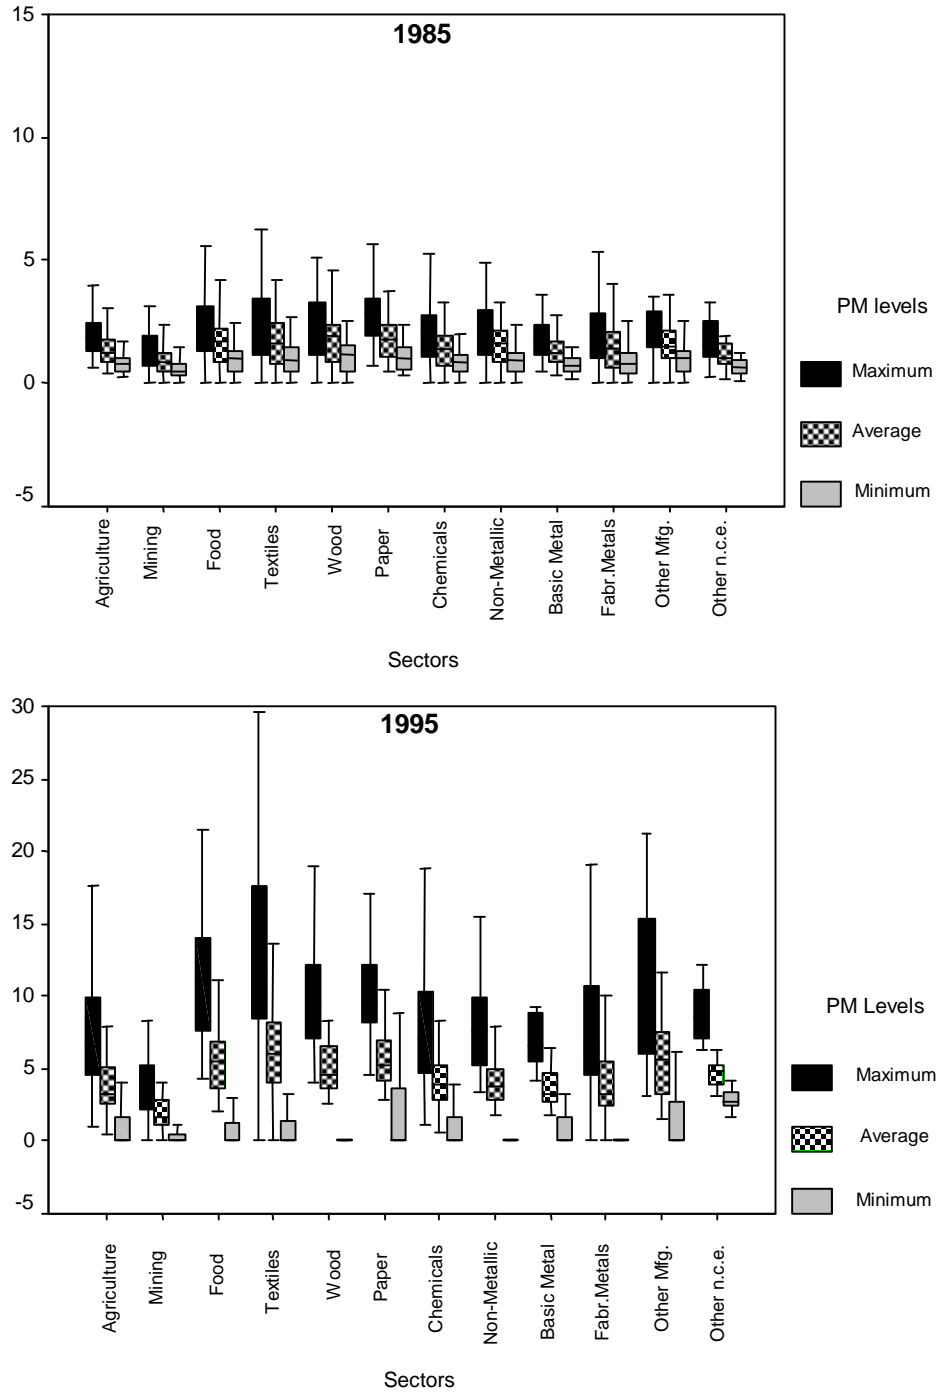 1985
15
10
5
0
-5
Agriculture
Mining
Food
Textiles
Wood
Paper
Chemicals
Non-Metallic
Basic Metal
Fabr.Metals
Other Mfg.
Other n.c.e.
Sectors
PM levels
Maximum
Average
Minimum
1995
30
25
20
15
10
5
0
-5
Agriculture
Mining
Food
Textiles
Wood
Paper
Chemicals
Non-Metallic
Basic Metal
Fabr.Metals
Other Mfg.
Other n.c.e.
Sectors
PM Levels
Maximum
Average
Minimum